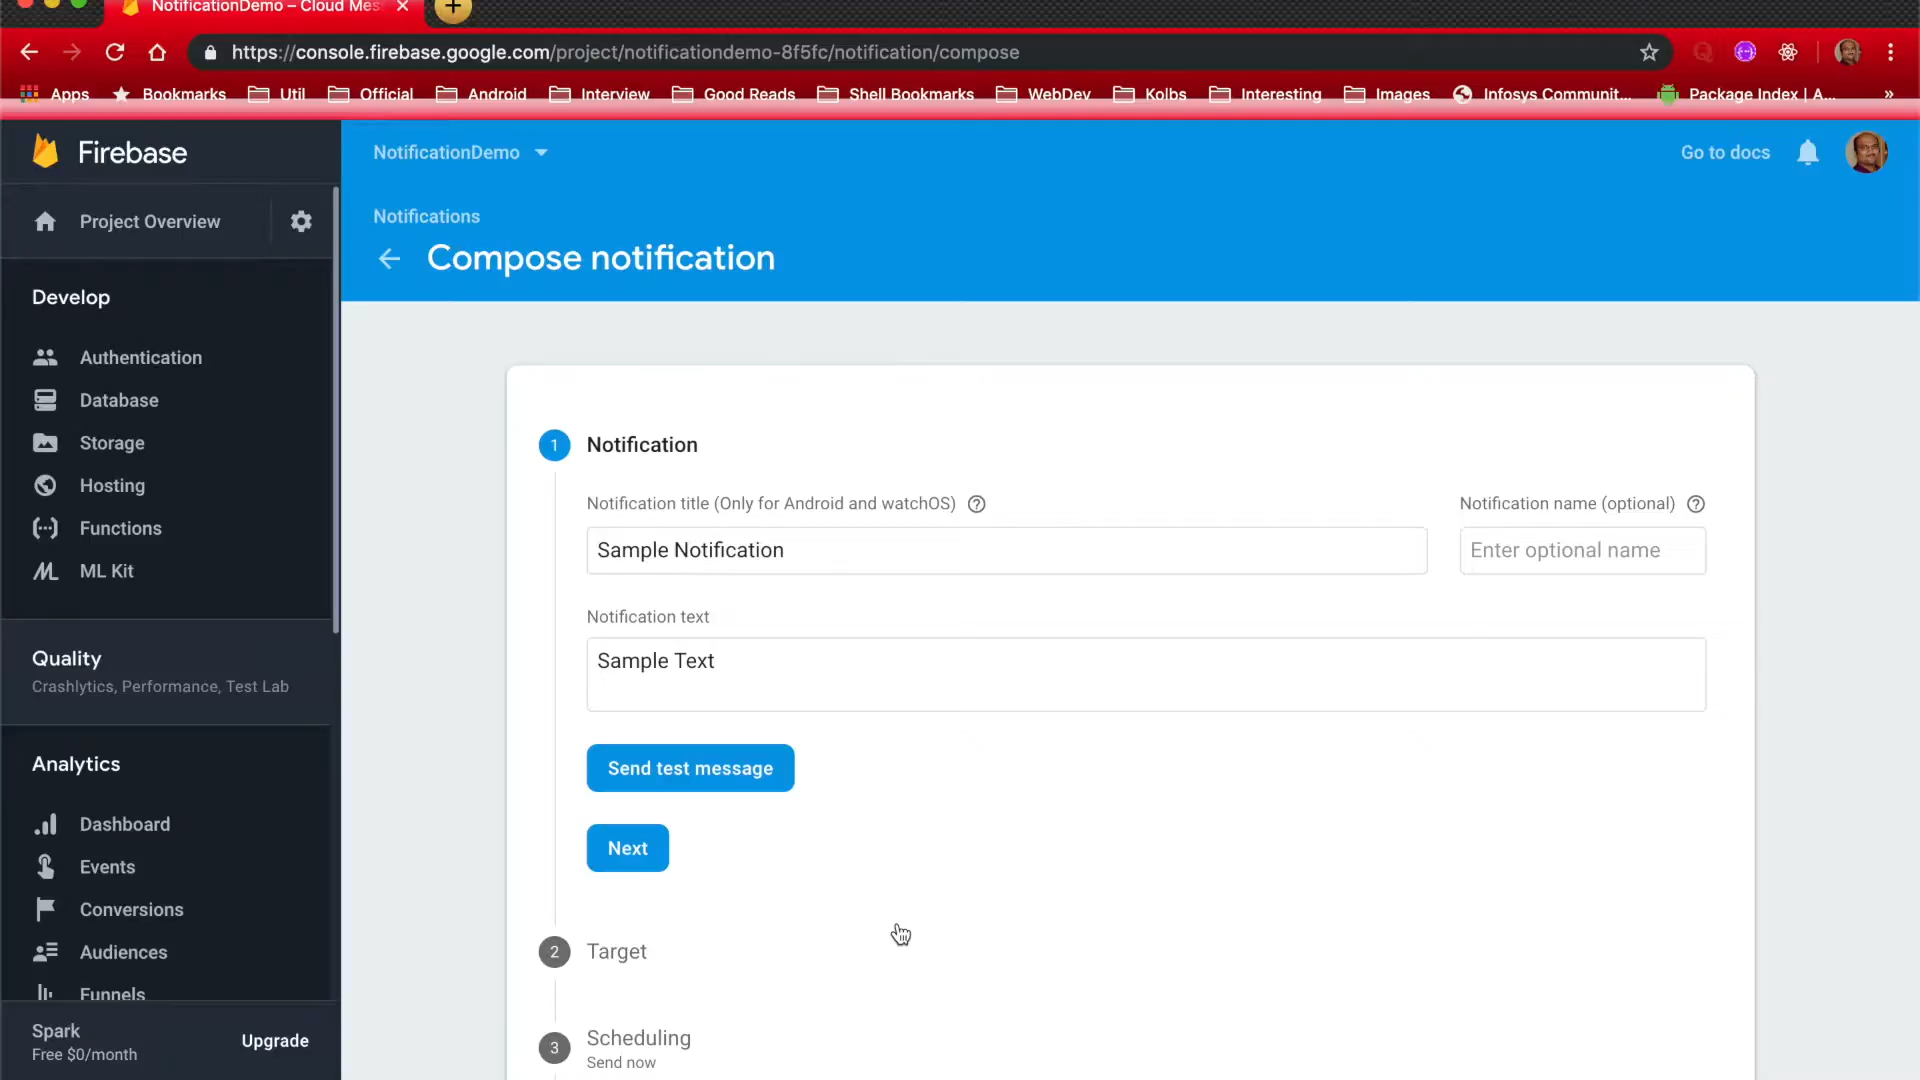 NotificationDemo – Cloud Mes
https://console.firebase.google.com/project/notificationdemo-8f5fc/notification/compose
Apps Bookmarks Util Official Android Interview Good Reads Shell Bookmarks WebDev Kolbs Interesting Images Infosys Communit... Package Index | A... »
Firebase
NotificationDemo
Go to docs
Project Overview
Notifications
Compose notification
Develop
Authentication
Database
Storage
Hosting
Functions
ML Kit
Quality
Crashlytics, Performance, Test Lab
Analytics
Dashboard
Events
Conversions
Audiences
Funnels
Spark
Free $0/month
Upgrade
1 Notification
Notification title (Only for Android and watchOS) ?
Notification name (optional) ?
Sample Notification
Enter optional name
Notification text
Sample Text
Send test message
Next
2 Target
3 Scheduling
Send now